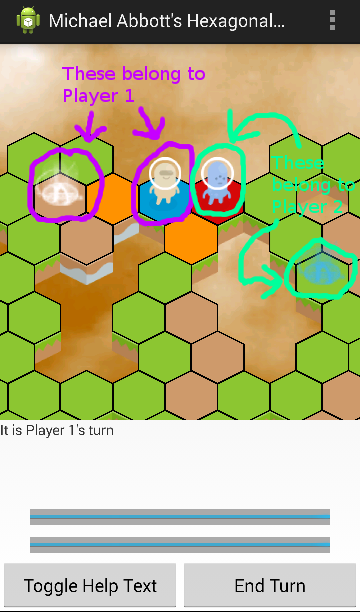 Michael Abbott's Hexagonal...
These belong to
Player 1
These
belong to
Player 2
It is Player 1's turn
Toggle Help Text
End Turn